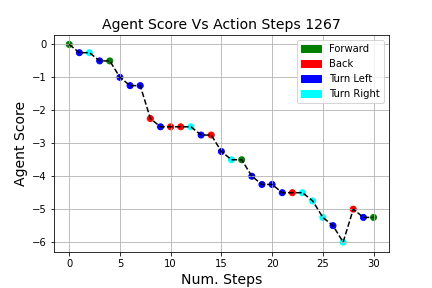 Agent Score Vs Action Steps 1267
Agent Score
0
−1
−2
−3
−4
−5
−6
Forward
Back
Turn Left
Turn Right
0 5 10 15 20 25 30
Num. Steps